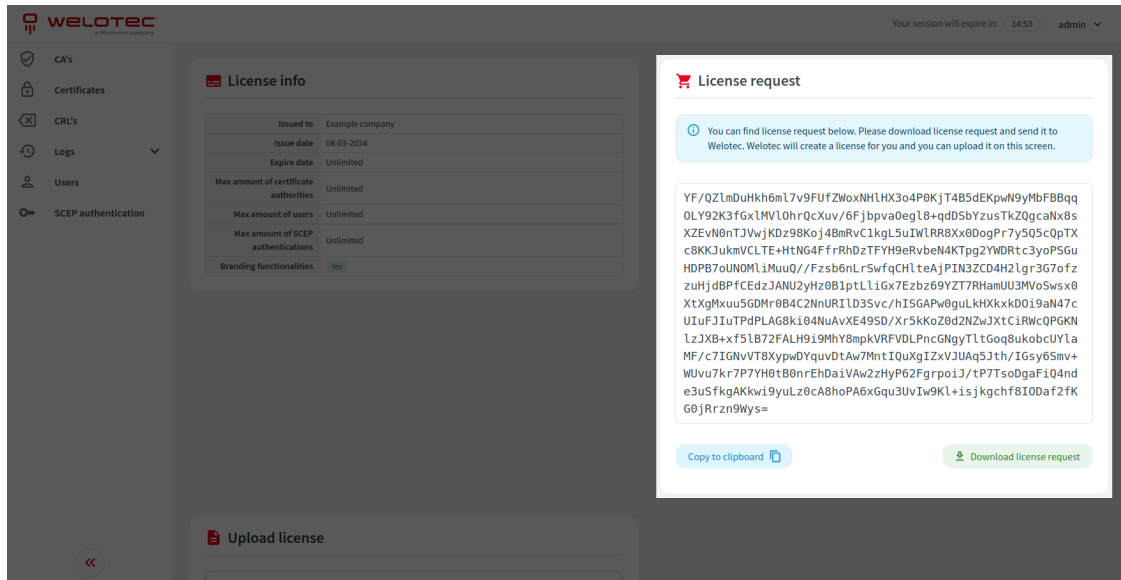 WELOTEC
a Westermo company
Your session will expire in: 14:53 admin
CA's
Certificates
CRL's
Logs
Users
SCEP authentication
License info
Issued to Example company
Issue date 08-03-2024
Expire date Unlimited
Max amount of certificate
authorities Unlimited
Max amount of users Unlimited
Max amount of SCEP
authentications Unlimited
Branding functionalities Yes
Upload license
License request
You can find license request below. Please download license request and send it to
Welotec. Welotec will create a license for you and you can upload it on this screen.
YF/QZlmDuHkh6ml7v9FUfZWoxNHlHX3o4P0KjT4B5dEKpwN9yMbFBBqq
OLY92K3fGxlMVlOhrQcXuv/6FjbpvaOegl8+qdDSbYzusTkZQgcaNx8s
XZEvN0nTJVwjKDz98Koj4BmRvC1kgL5uIWlRR8Xx0DogPr7y5Q5cQpTX
c8KKJukmVCLTE+HtNG4FfrRhDzTFYH9eRvbeN4KTpg2YWDRtc3yoPSGu
HDPB7oUNOMliMuuQ//Fzsb6nLrSwfqCHlteAjPIN3ZCD4H2lgr3G7ofz
zuHjdBPfCEdzJANU2yHz0B1ptLliGx7Ezbz69YZT7RHamUU3MVoSwsx0
XtXgMxuu5GDMr0B4C2NnURIlD3Svc/hISGAPw0guLkHXkxkDOi9aN47c
UIuFJIuTPdPLAG8ki04NuAvXE49SD/Xr5kKoZ0d2NZwJXtCiRWcQPGKN
lzJXB+xf5lB72FALH9i9MhY8mpkVRFVDLPncGNgyTltGoq8ukobcUYla
MF/c7IGNvVT8XypwDYquvDtAw7MntIQuXgIZxVJUAq5Jth/IGsy6Smv+
WUvu7kr7P7YH0tB0nrEhDaiVAw2zHyP62FgrpoiJ/tP7TsoDgaFiQ4nd
e3uSfkgAKkwi9yuLz0cA8hoPA6xGqu3UvIw9Kl+isjkgchf8IODaf2fK
G0jRrzn9Wys=
Copy to clipboard Download license request